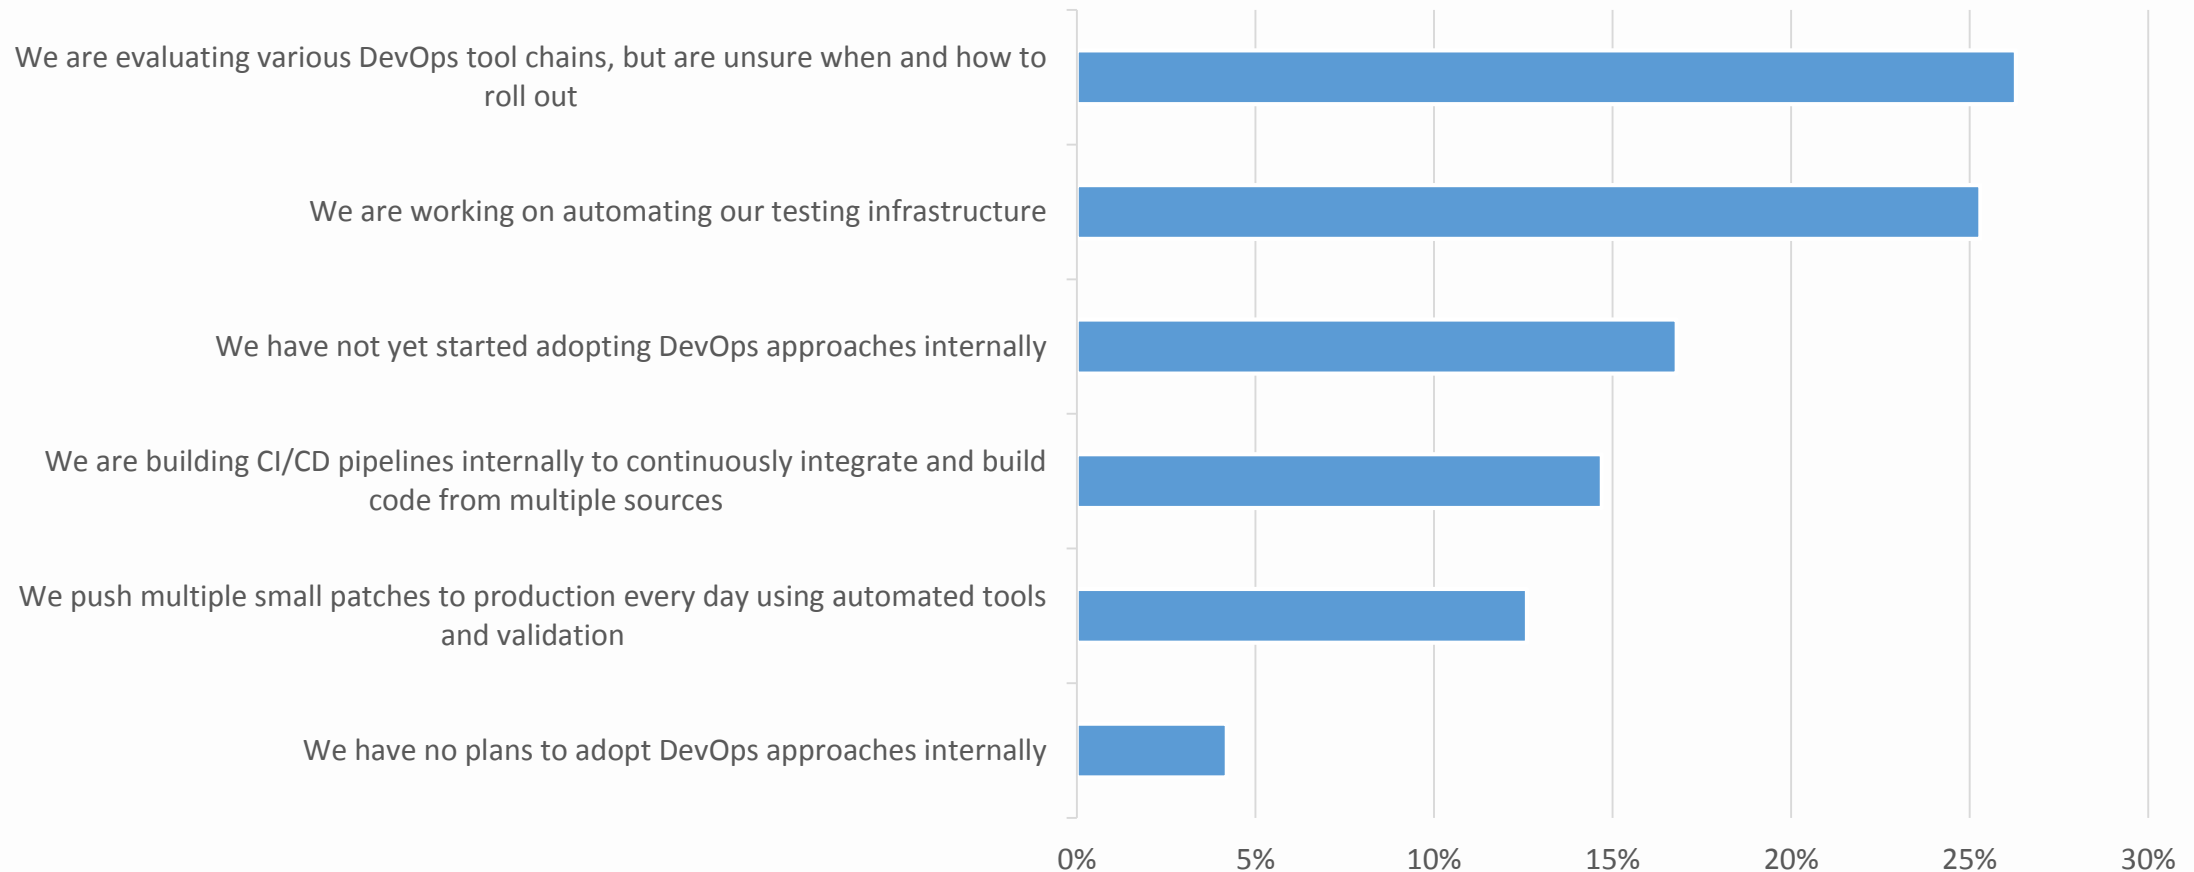 We are evaluating various DevOps tool chains, but are unsure when and how to
roll out
We are working on automating our testing infrastructure
We have not yet started adopting DevOps approaches internally
We are building CI/CD pipelines internally to continuously integrate and build
code from multiple sources
We push multiple small patches to production every day using automated tools
and validation
We have no plans to adopt DevOps approaches internally
0% 5% 10% 15% 20% 25% 30%